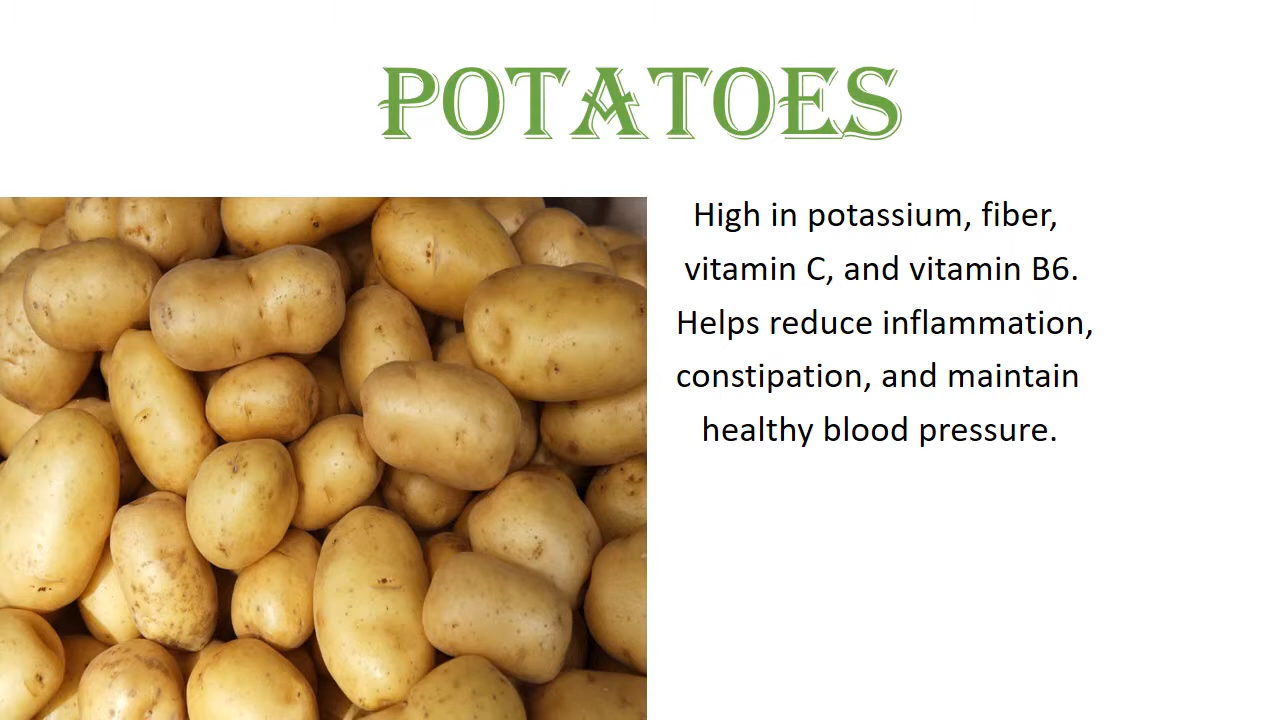 POTATOES
High in potassium, fiber,
vitamin C, and vitamin B6.
Helps reduce inflammation,
constipation, and maintain
healthy blood pressure.